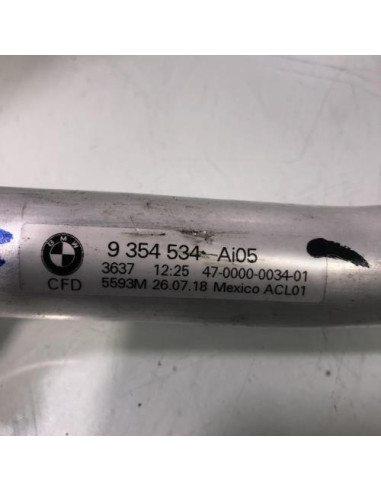 BMW
9 354 534-Ai05
3637 12:25 47-0000-0034-01
CFD 5593M 26.07.18 Mexico ACL01